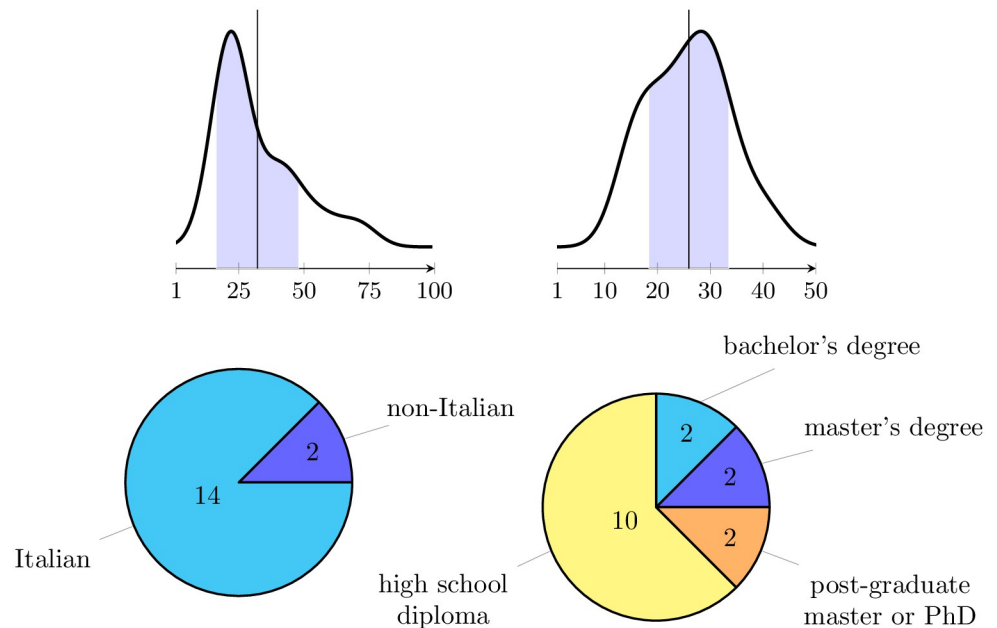 1 25 50 75 100
1 10 20 30 40 50
bachelor's degree
non-Italian
master's degree
2
2
2
14
10
2
Italian
high school
diploma
post-graduate
master or PhD